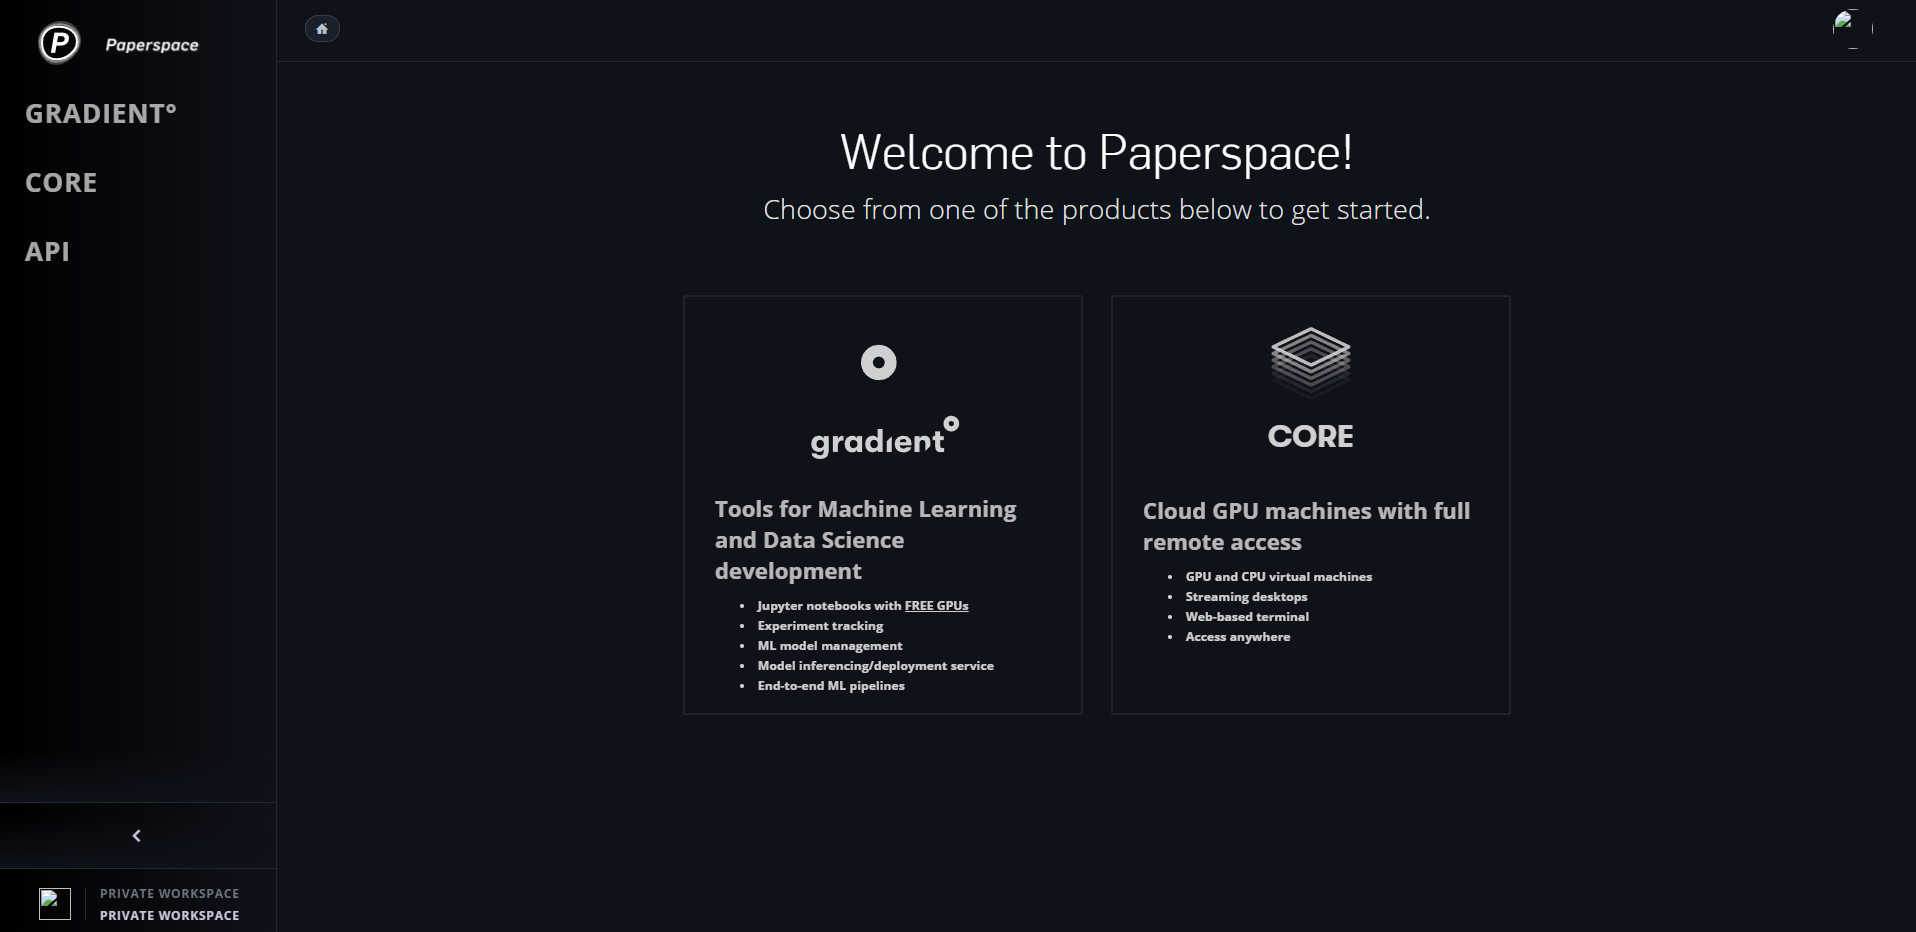 P Paperspace
GRADIENT°
CORE
API
Welcome to Paperspace!
Choose from one of the products below to get started.
gradient°
Tools for Machine Learning
and Data Science
development
• Jupyter notebooks with FREE GPUs
• Experiment tracking
• ML model management
• Model inferencing/deployment service
• End-to-end ML pipelines
CORE
Cloud GPU machines with full
remote access
• GPU and CPU virtual machines
• Streaming desktops
• Web-based terminal
• Access anywhere
PRIVATE WORKSPACE
PRIVATE WORKSPACE